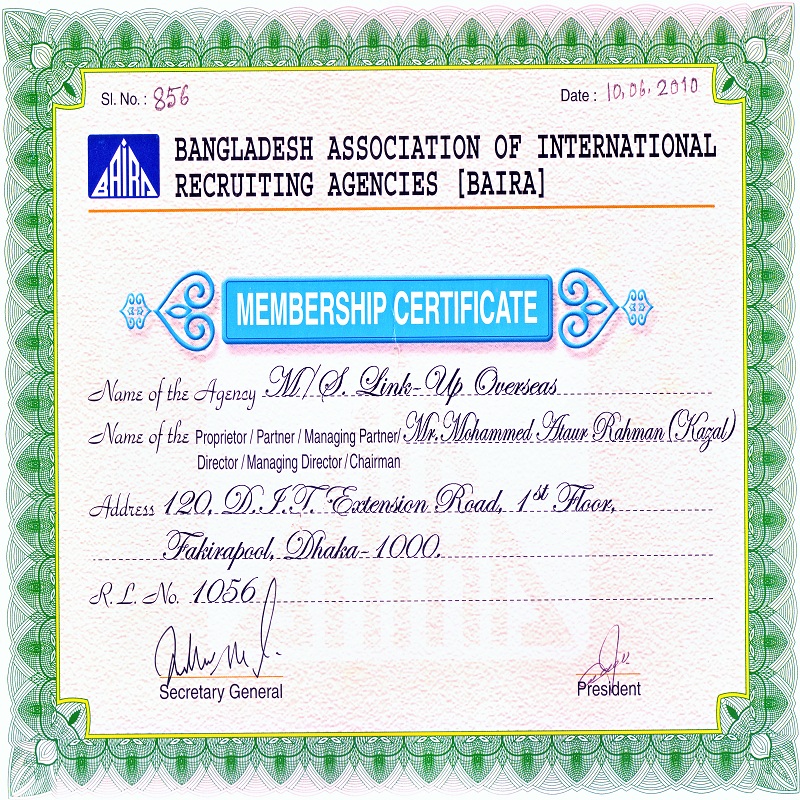 Sl. No. : 856
Date : 10.06.2010
BAIRA
BANGLADESH ASSOCIATION OF INTERNATIONAL
RECRUITING AGENCIES [BAIRA]
MEMBERSHIP CERTIFICATE
Name of the Agency M/S. Link-Up Overseas
Name of the Proprietor / Partner / Managing Partner/ Mr. Mohammed Ataur Rahman (Kazal)
Director / Managing Director / Chairman
Address 120, D.I.T. Extension Road, 1st Floor,
Fakirapool, Dhaka-1000.
R. L. No. 1056
Secretary General
President